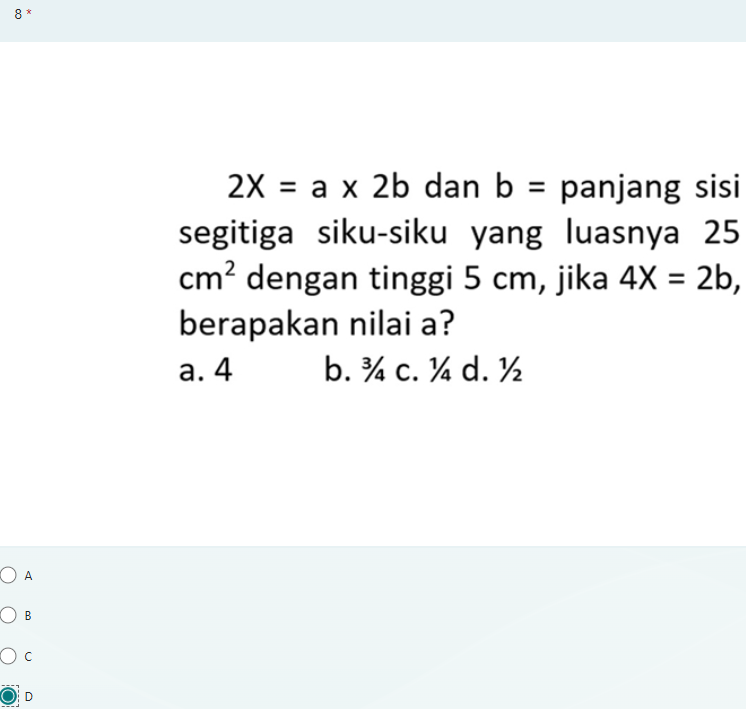 8 *
2X = a x 2b dan b = panjang sisi
segitiga siku-siku yang luasnya 25
cm² dengan tinggi 5 cm, jika 4X = 2b,
berapakan nilai a?
a. 4 b. ¾ c. ¼ d. ½
A
B
C
D